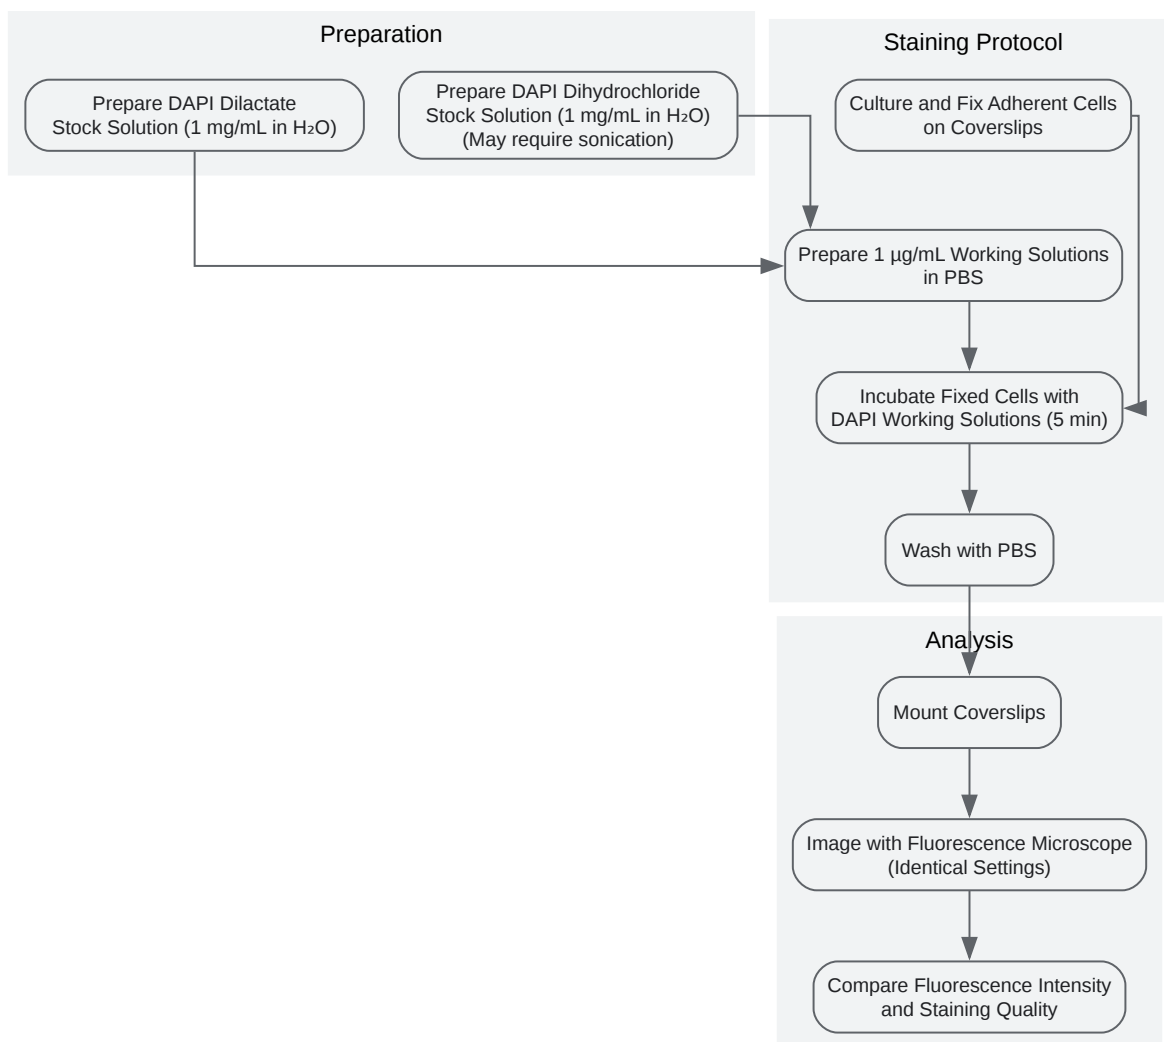 Preparation
Prepare DAPI Dilactate
Stock Solution (1 mg/mL in H₂O)
Prepare DAPI Dihydrochloride
Stock Solution (1 mg/mL in H₂O)
(May require sonication)
Staining Protocol
Culture and Fix Adherent Cells
on Coverslips
Prepare 1 µg/mL Working Solutions
in PBS
Incubate Fixed Cells with
DAPI Working Solutions (5 min)
Wash with PBS
Analysis
Mount Coverslips
Image with Fluorescence Microscope
(Identical Settings)
Compare Fluorescence Intensity
and Staining Quality